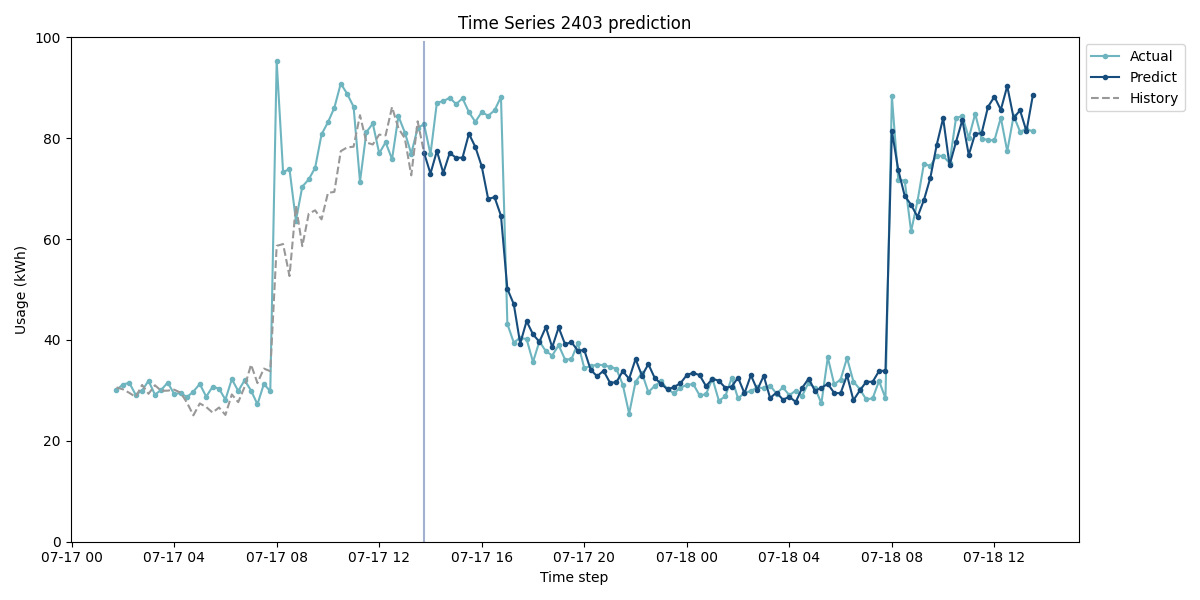 Time Series 2403 prediction
Usage (kWh)
100
80
60
40
20
0
07-17 00
07-17 04
07-17 08
07-17 12
07-17 16
07-17 20
07-18 00
07-18 04
07-18 08
07-18 12
Time step
Actual
Predict
History